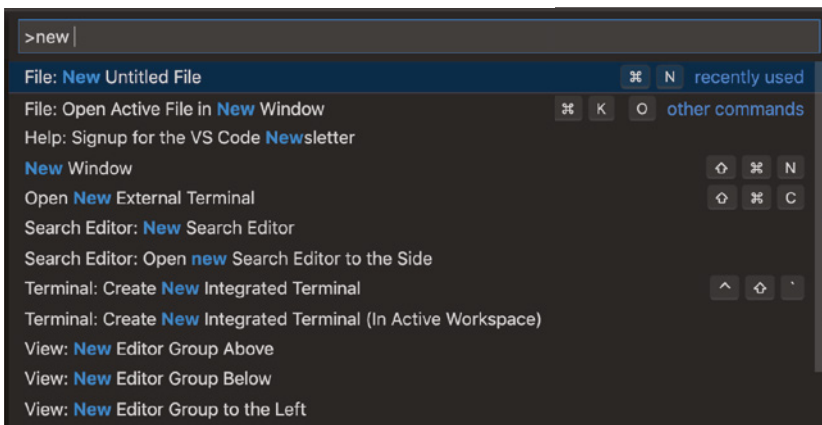 >new
File: New Untitled File ⌘ N recently used
File: Open Active File in New Window ⌘ K O other commands
Help: Signup for the VS Code Newsletter
New Window ⇧ ⌘ N
Open New External Terminal ⇧ ⌘ C
Search Editor: New Search Editor
Search Editor: Open new Search Editor to the Side
Terminal: Create New Integrated Terminal ^ ⇧ `
Terminal: Create New Integrated Terminal (In Active Workspace)
View: New Editor Group Above
View: New Editor Group Below
View: New Editor Group to the Left